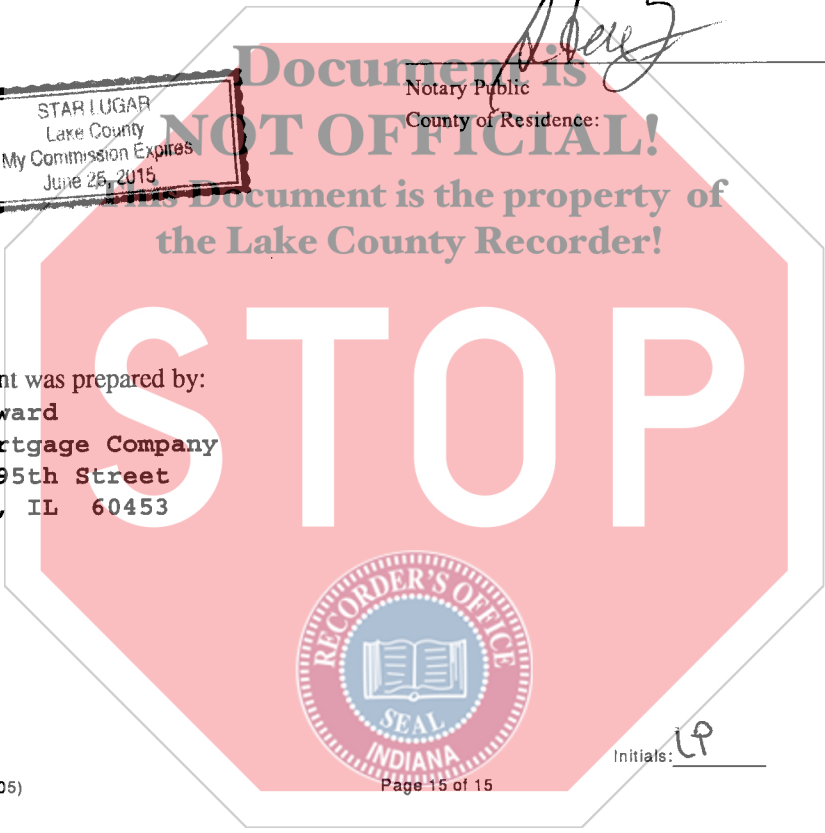 Document is
Notary Public
NOT OFFICIAL!
County of Residence:
STAR LUGAR
Lake County
My Commission Expires
June 25, 2015
This Document is the property of
the Lake County Recorder!
STOP
nt was prepared by:
ward
rtgage Company
95th Street
, IL 60453
RECORDER'S OFFICE
SEAL
INDIANA
Initials: LP
05)
Page 15 of 15